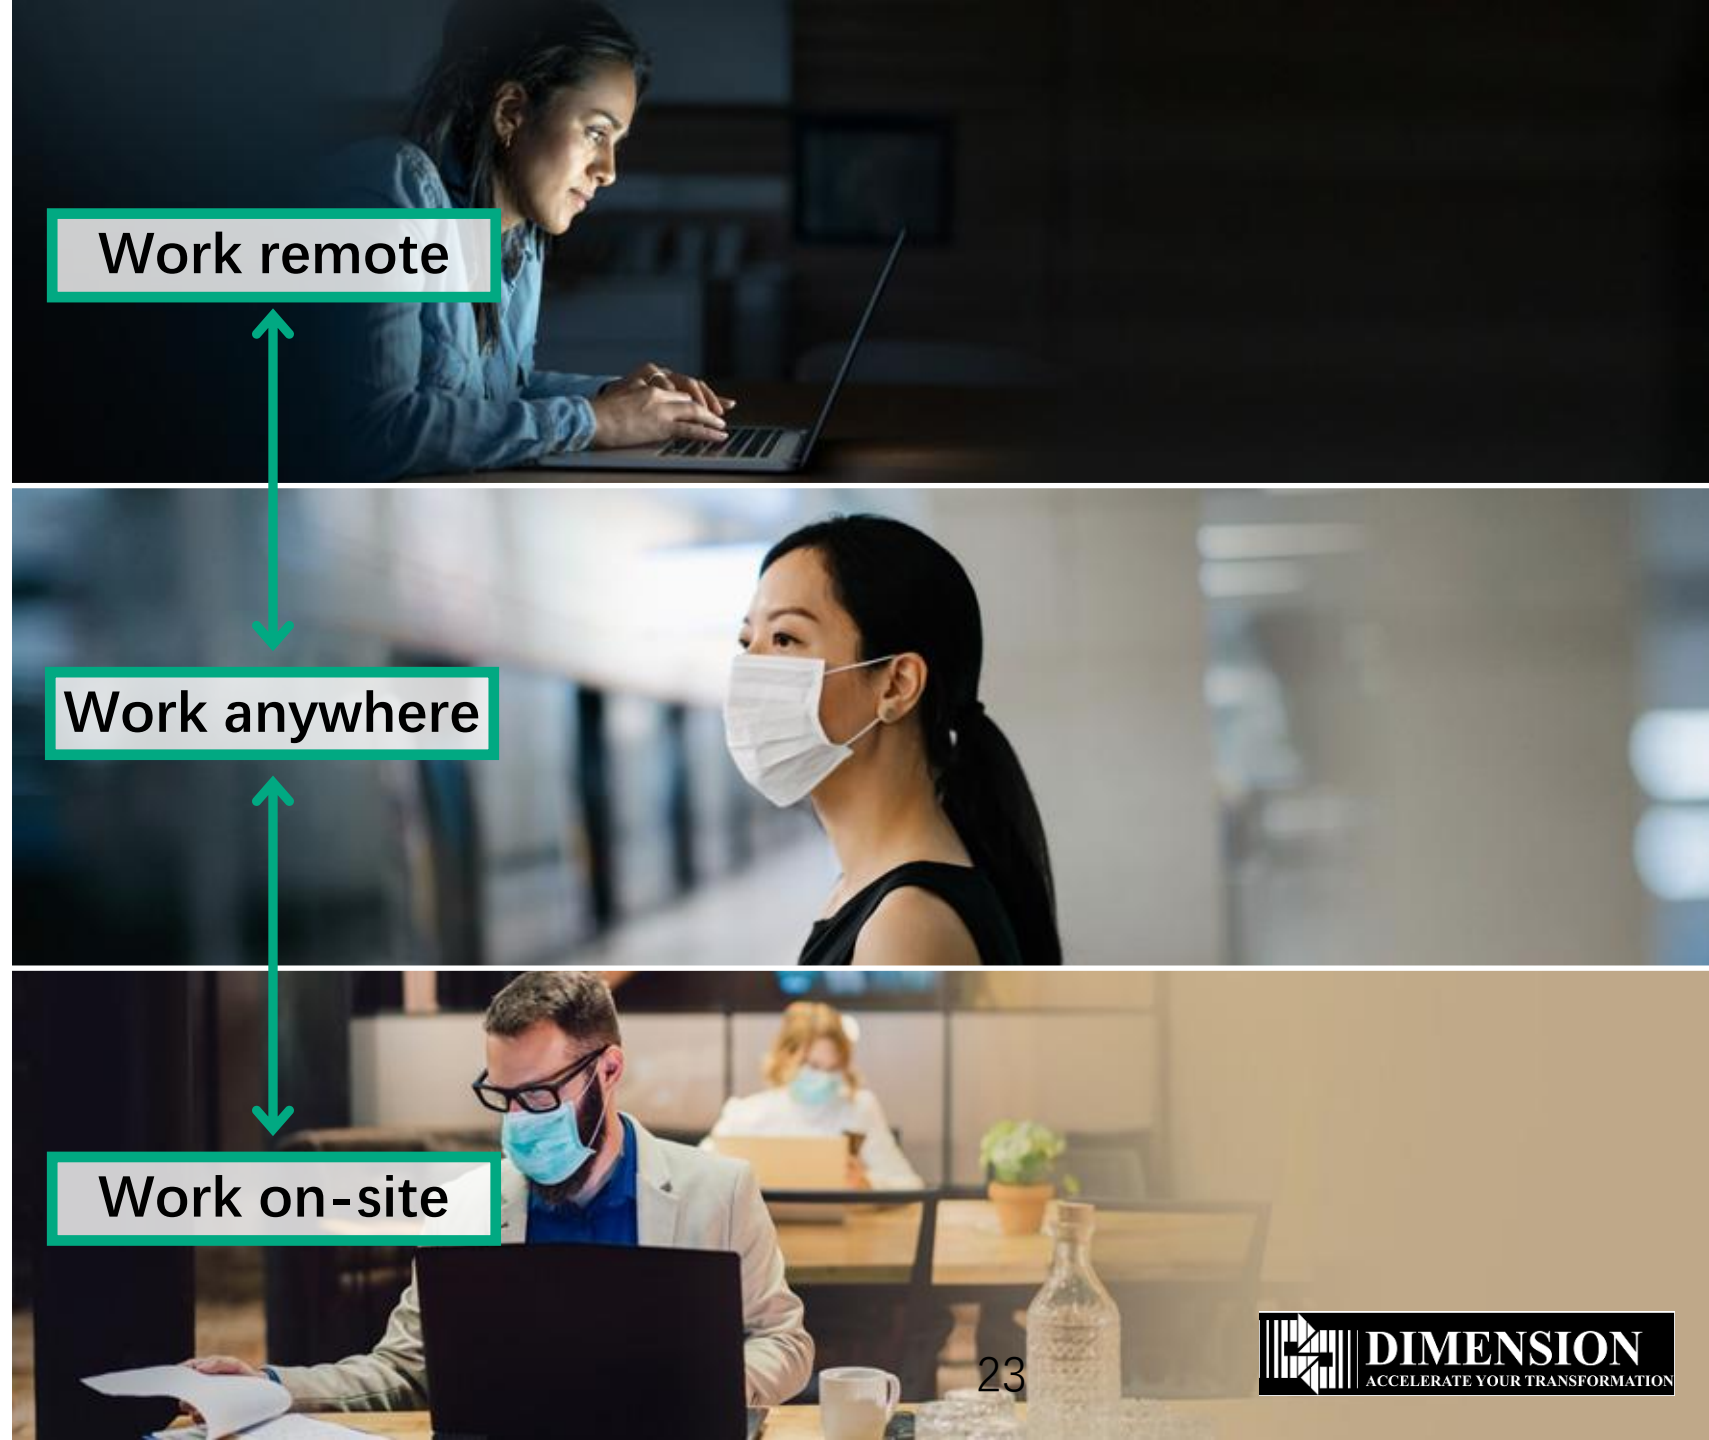 Work remote
Work anywhere
Work on-site
23
DIMENSION
ACCELERATE YOUR TRANSFORMATION